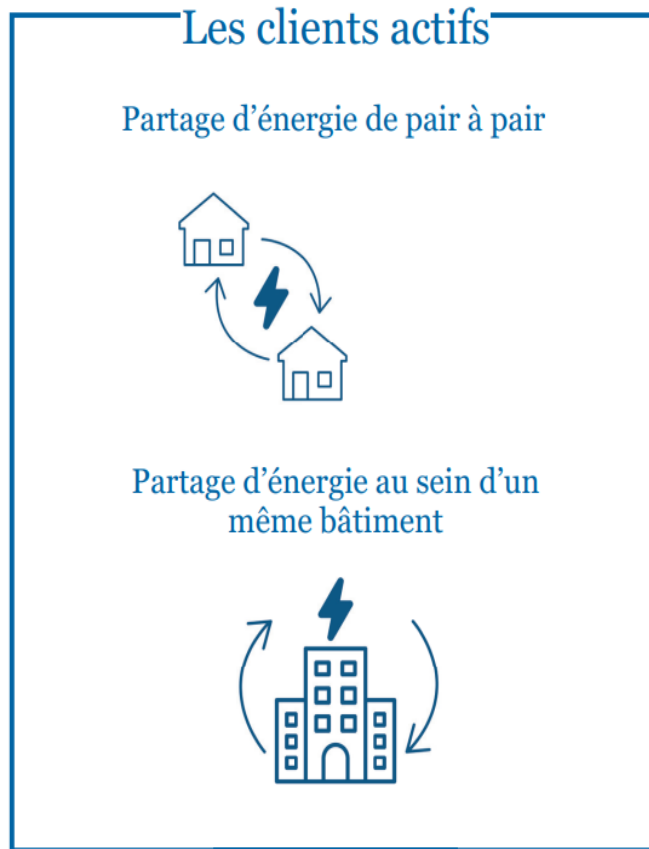 Les clients actifs
Partage d’énergie de pair à pair
Partage d’énergie au sein d’un
même bâtiment